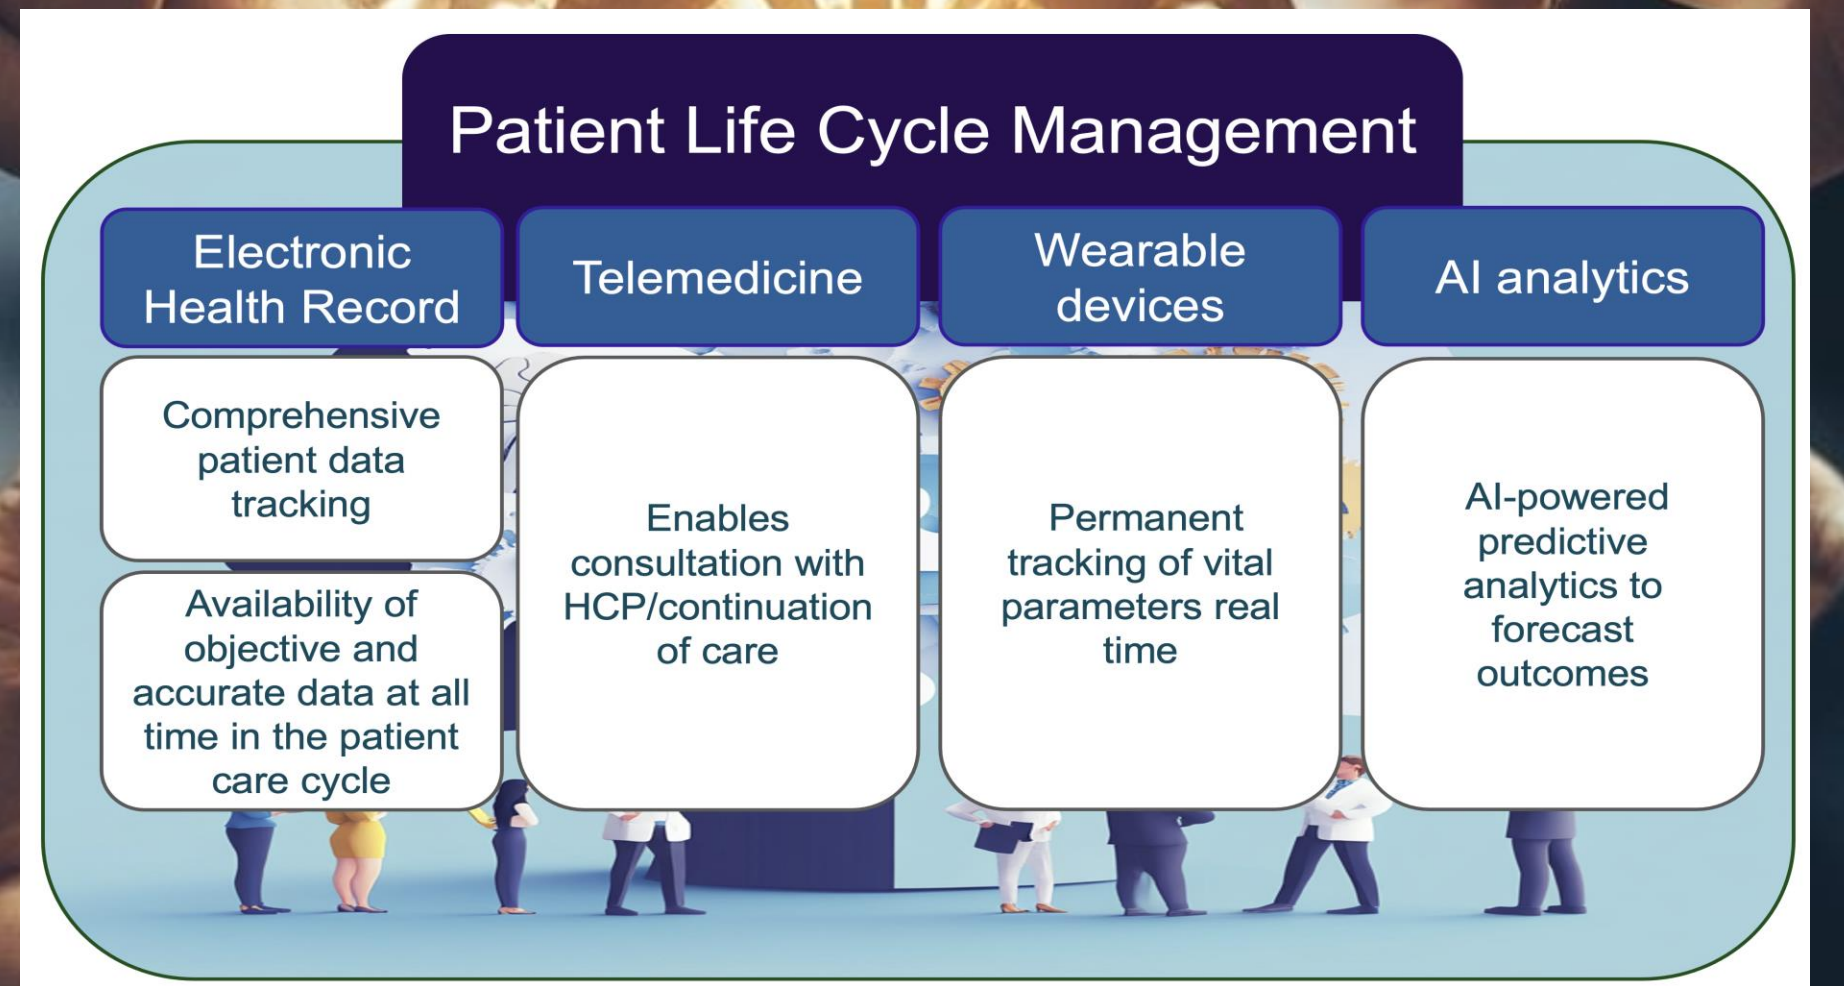 Patient Life Cycle Management
Electronic
Health Record
Telemedicine
Wearable
devices
AI analytics
Comprehensive
patient data
tracking
Availability of
objective and
accurate data at all
time in the patient
care cycle
Enables
consultation with
HCP/continuation
of care
Permanent
tracking of vital
parameters real
time
AI-powered
predictive
analytics to
forecast
outcomes